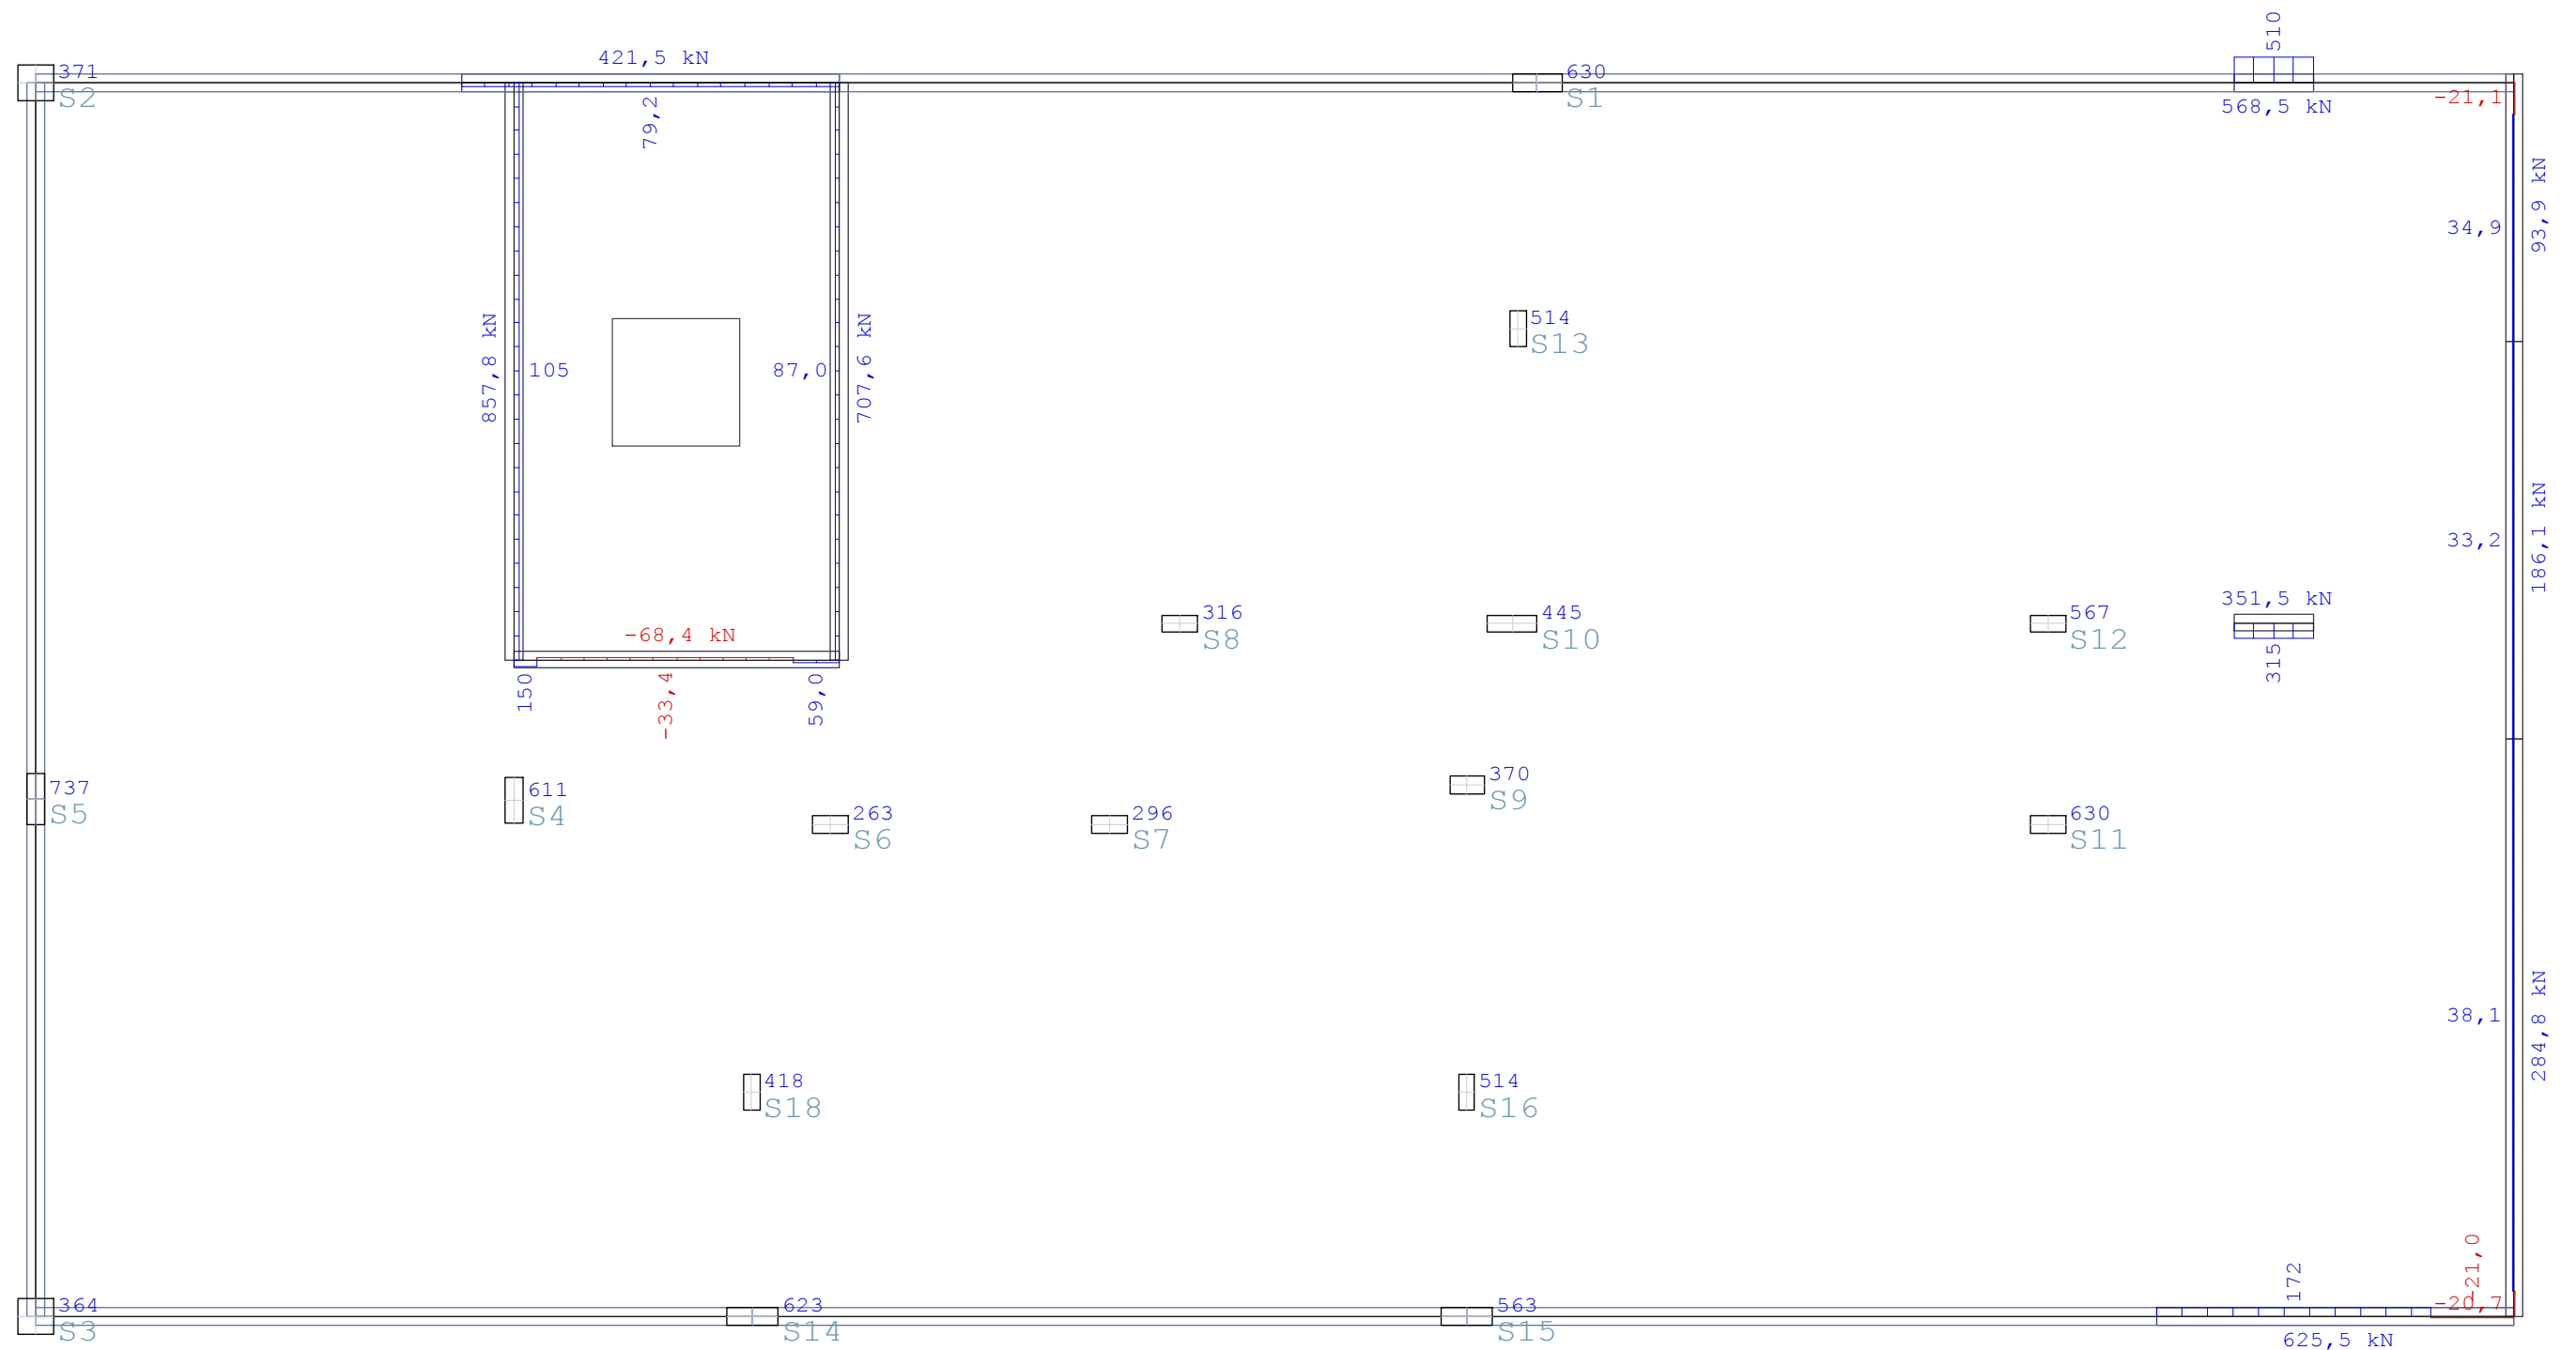 510
421,5 kN
371
S2
630
S1
79,2
568,5 kN
-21,1
93,9 kN
34,9
514
S13
857,8 kN
105
87,0
707,6 kN
33,2
186,1 kN
351,5 kN
316
S8
445
S10
567
S12
315
-68,4 kN
150
-33,4
59,0
737
S5
611
S4
263
S6
296
S7
370
S9
630
S11
38,1
284,8 kN
418
S18
514
S16
-21,0
172
-20,7
364
S3
623
S14
563
S15
625,5 kN